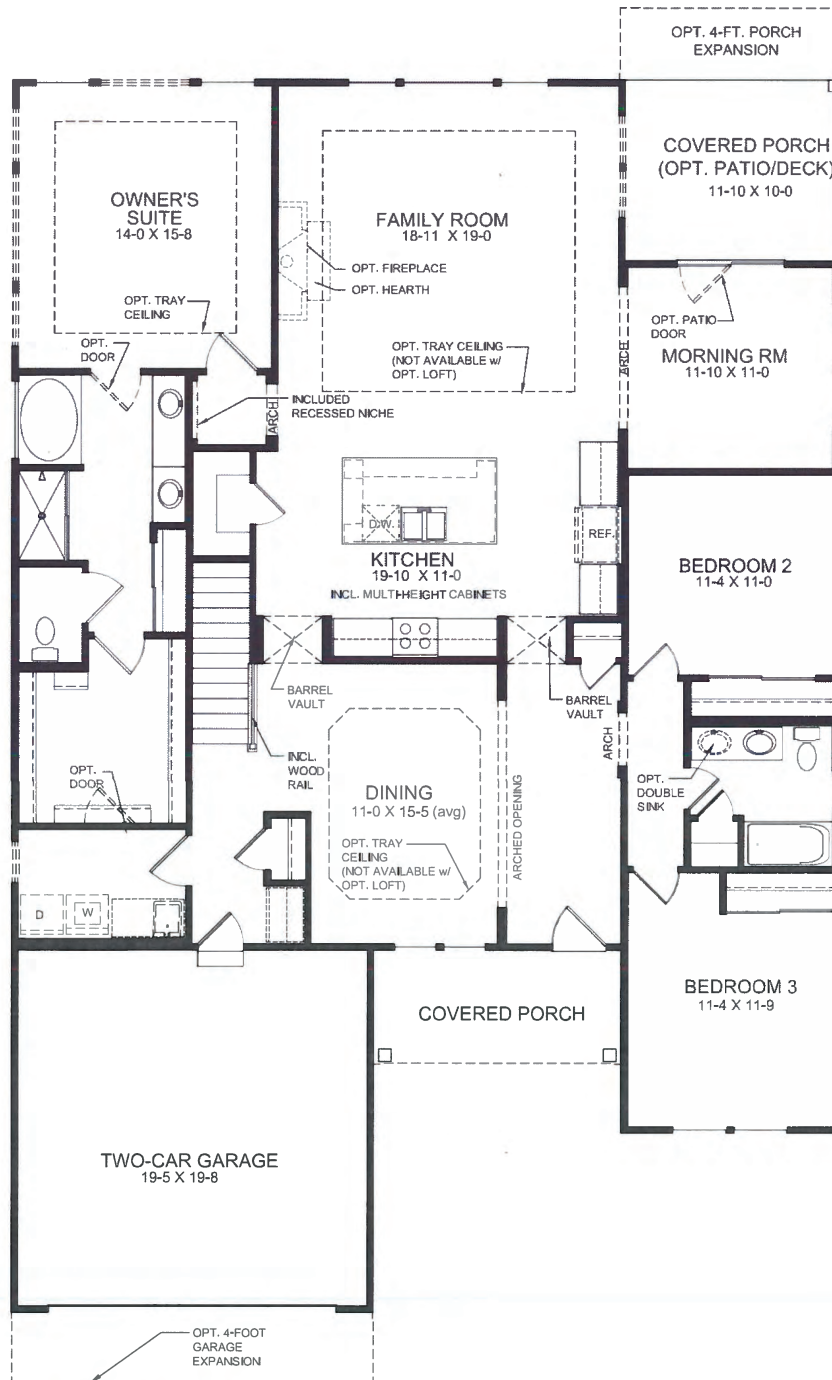 OPT. 4-FT. PORCH
EXPANSION
COVERED PORCH
(OPT. PATIO/DECK)
11-10 X 10-0
OWNER'S
SUITE
14-0 X 15-8
FAMILY ROOM
18-11 X 19-0
OPT. FIREPLACE
OPT. HEARTH
OPT. TRAY
CEILING
OPT.
DOOR
OPT. TRAY CEILING
(NOT AVAILABLE w/
OPT. LOFT)
OPT. PATIO
DOOR
ARCH
MORNING RM
11-10 X 11-0
INCLUDED
RECESSED NICHE
ARCH
D.W.
REF.
KITCHEN
19-10 X 11-0
INCL. MULTI-HEIGHT CABINETS
BEDROOM 2
11-4 X 11-0
BARREL
VAULT
BARREL
VAULT
INCL.
WOOD
RAIL
ARCH
OPT.
DOOR
DINING
11-0 X 15-5 (avg)
ARCHED OPENING
OPT.
DOUBLE
SINK
OPT. TRAY
CEILING
(NOT AVAILABLE w/
OPT. LOFT)
D
W
BEDROOM 3
11-4 X 11-9
COVERED PORCH
TWO-CAR GARAGE
19-5 X 19-8
OPT. 4-FOOT
GARAGE
EXPANSION